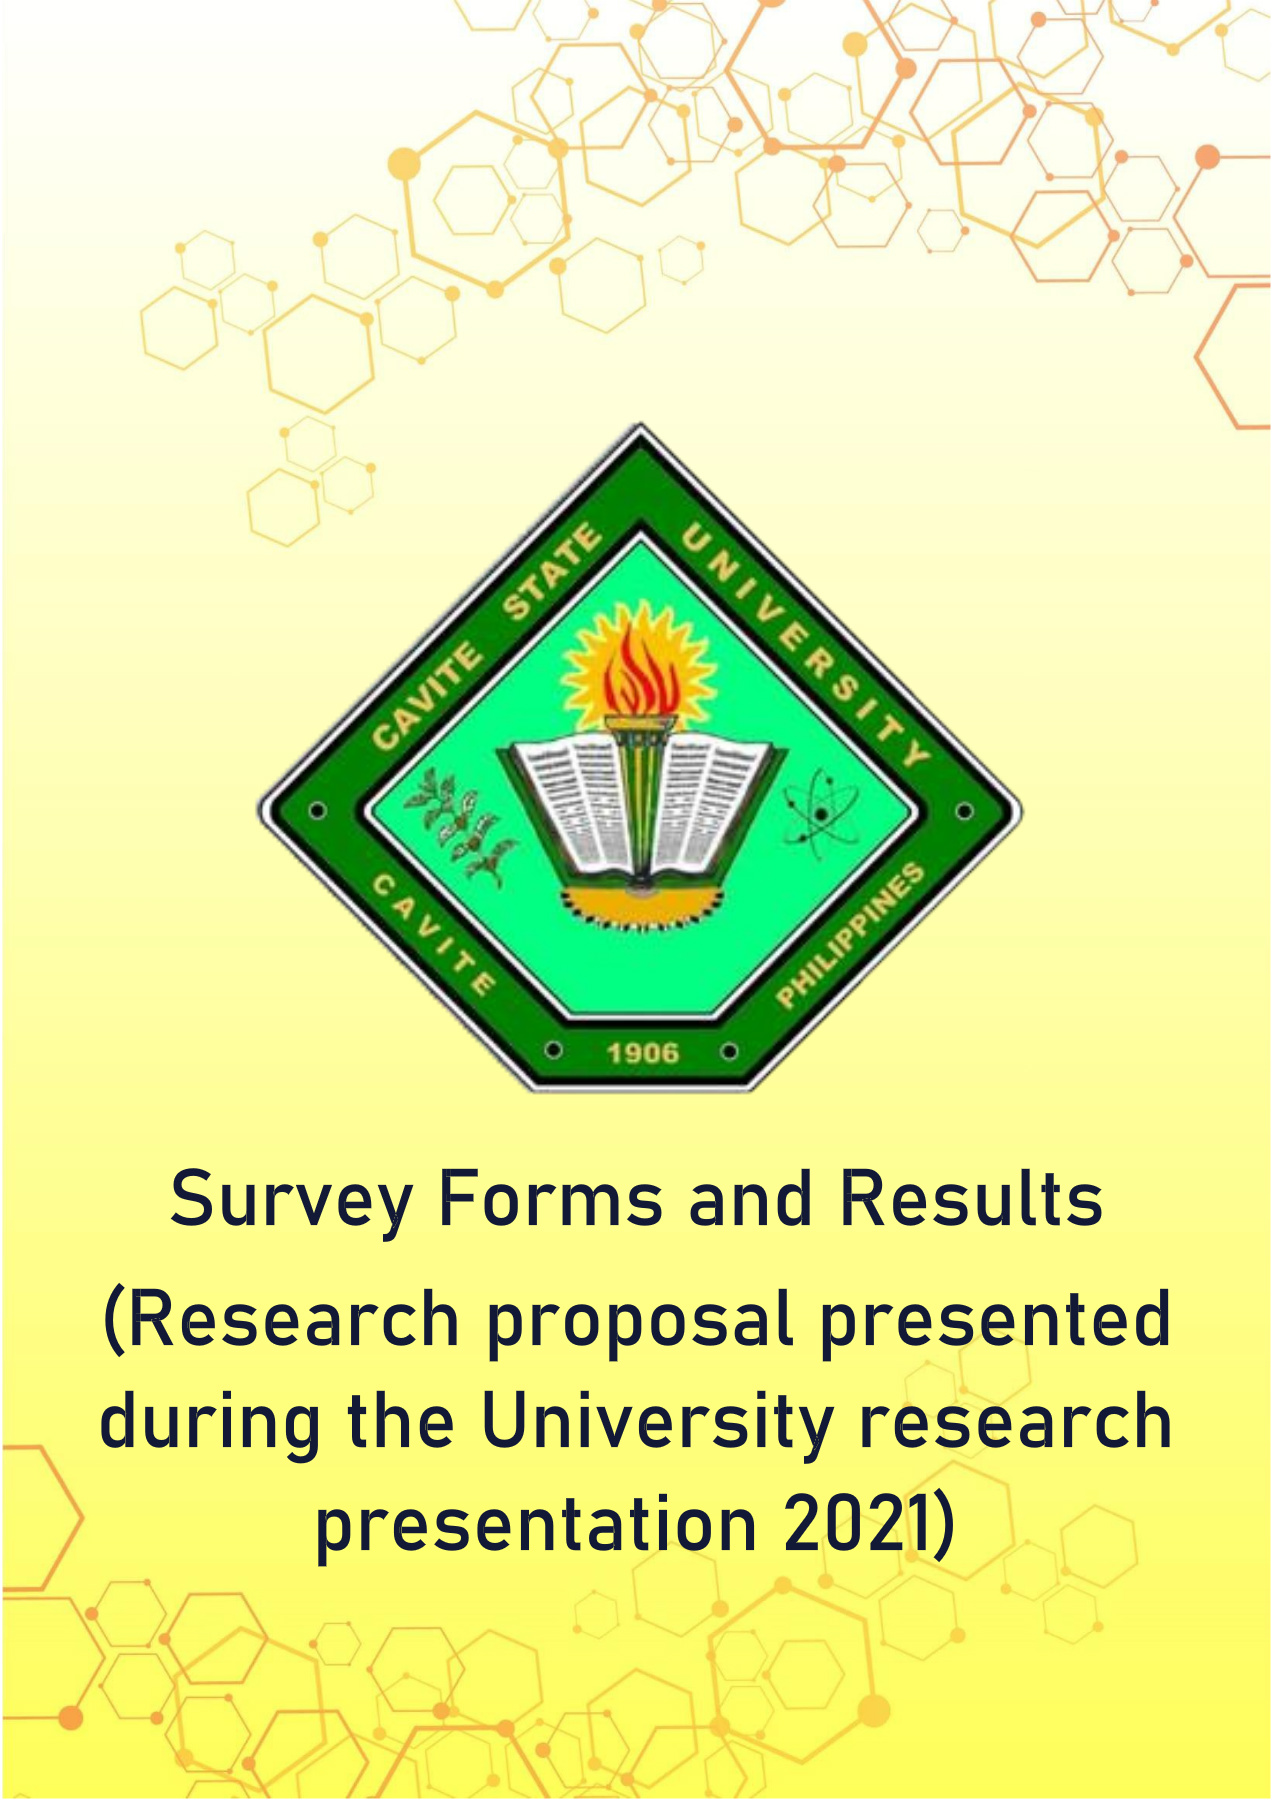 CAVITE STATE UNIVERSITY
CAVITE
PHILIPPINES
1906
Survey Forms and Results
(Research proposal presented
during the University research
presentation 2021)